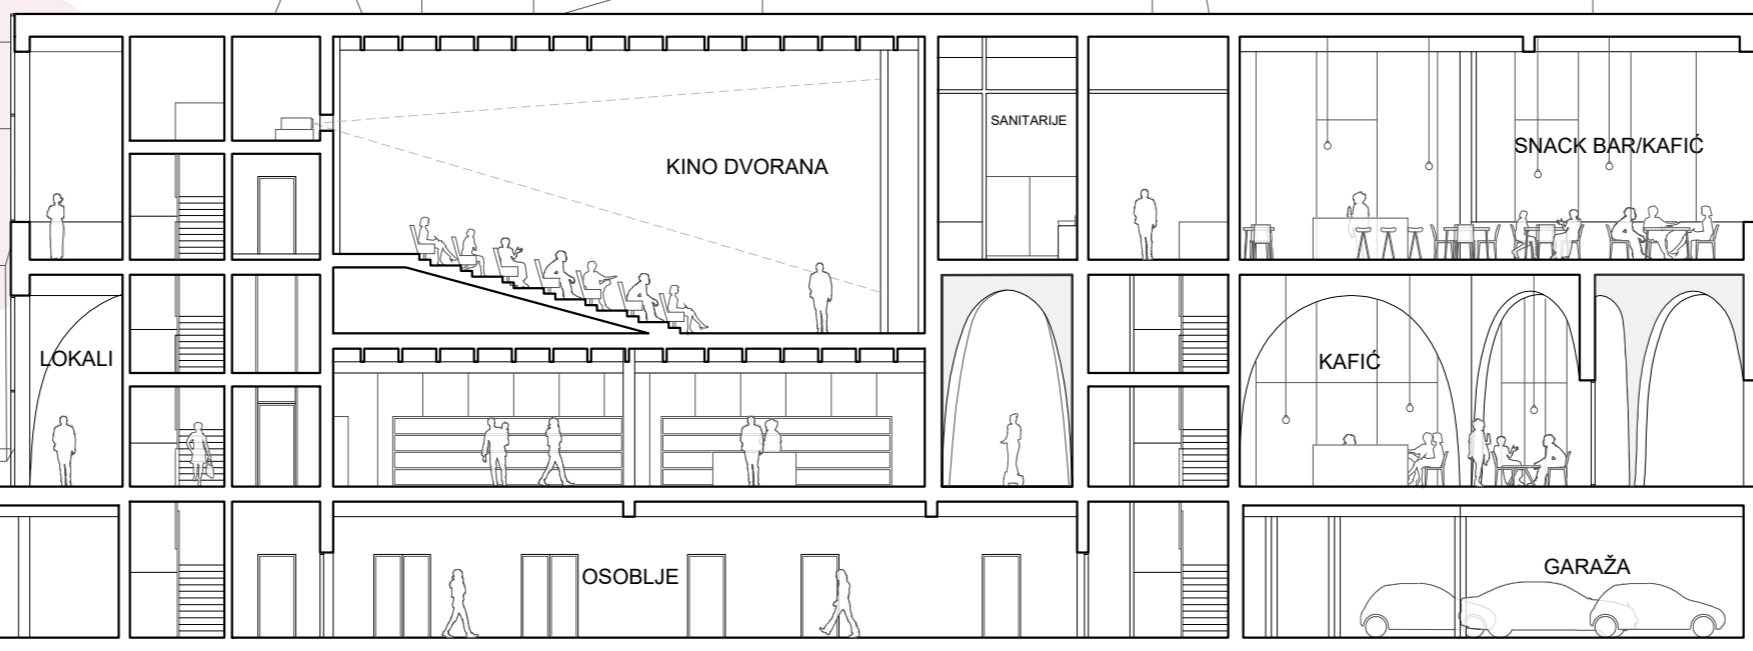 SANITARIJE
SNACK BAR/KAFIĆ
KINO DVORANA
LOKALI
KAFIĆ
OSOBLJE
GARAŽA